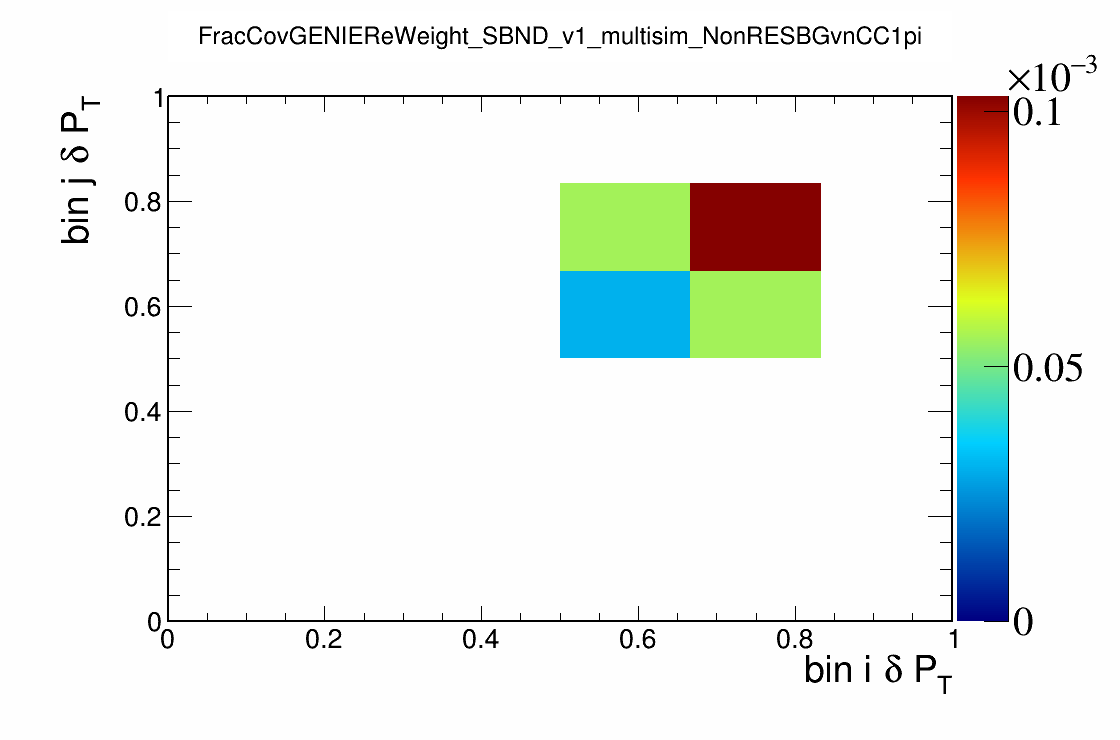 FracCovGENIEReWeight_SBND_v1_multisim_NonRESBGvnCC1pi
×10⁻³
bin j δ P_T
1
0.8
0.6
0.4
0.2
0
0 0.2 0.4 0.6 0.8 1
bin i δ P_T
0.1
0.05
0